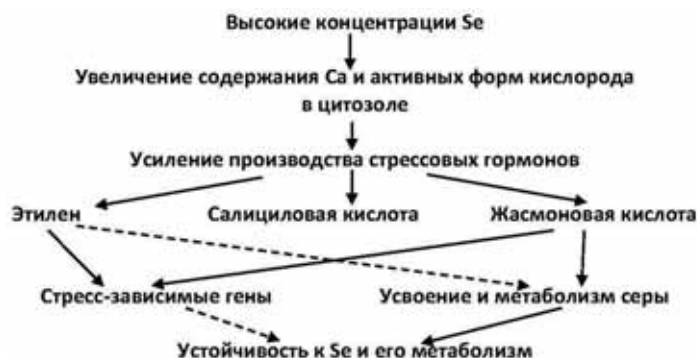 Высокие концентрации Se
Увеличение содержания Ca и активных форм кислорода
в цитозоле
Усиление производства стрессовых гормонов
Этилен Салициловая кислота Жасмоновая кислота
Стресс-зависимые гены Усвоение и метаболизм серы
Устойчивость к Se и его метаболизм